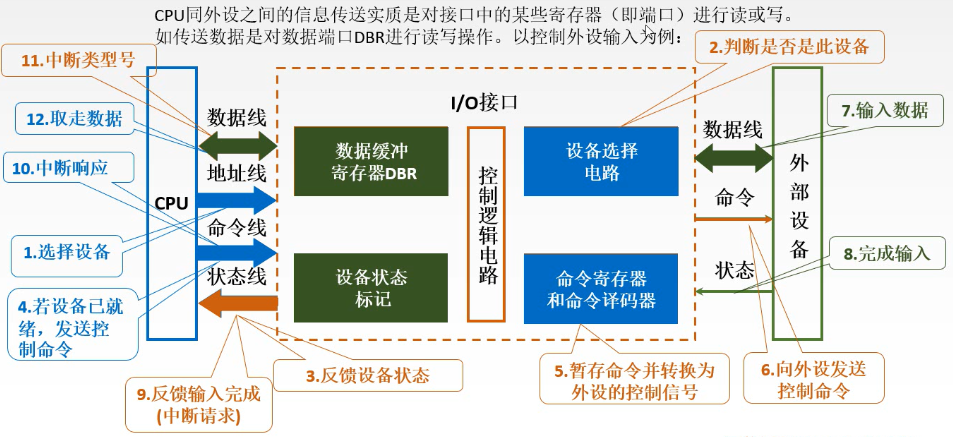 CPU同外设之间的信息传送实质是对接口中的某些寄存器（即端口）进行读或写。
如传送数据是对数据端口DBR进行读写操作。以控制外设输入为例：
11.中断类型号
2.判断是否是此设备
I/O接口
12.取走数据
数据线
数据线
7.输入数据
数据缓冲
寄存器DBR
设备选择
电路
10.中断响应
地址线
CPU
控制逻辑电路
命令
外部设备
命令线
1.选择设备
状态线
设备状态
标记
命令寄存器
和命令译码器
状态
8.完成输入
4.若设备已就
绪，发送控
制命令
9.反馈输入完成
(中断请求)
3.反馈设备状态
5.暂存命令并转换为
外设的控制信号
6.向外设发送
控制命令